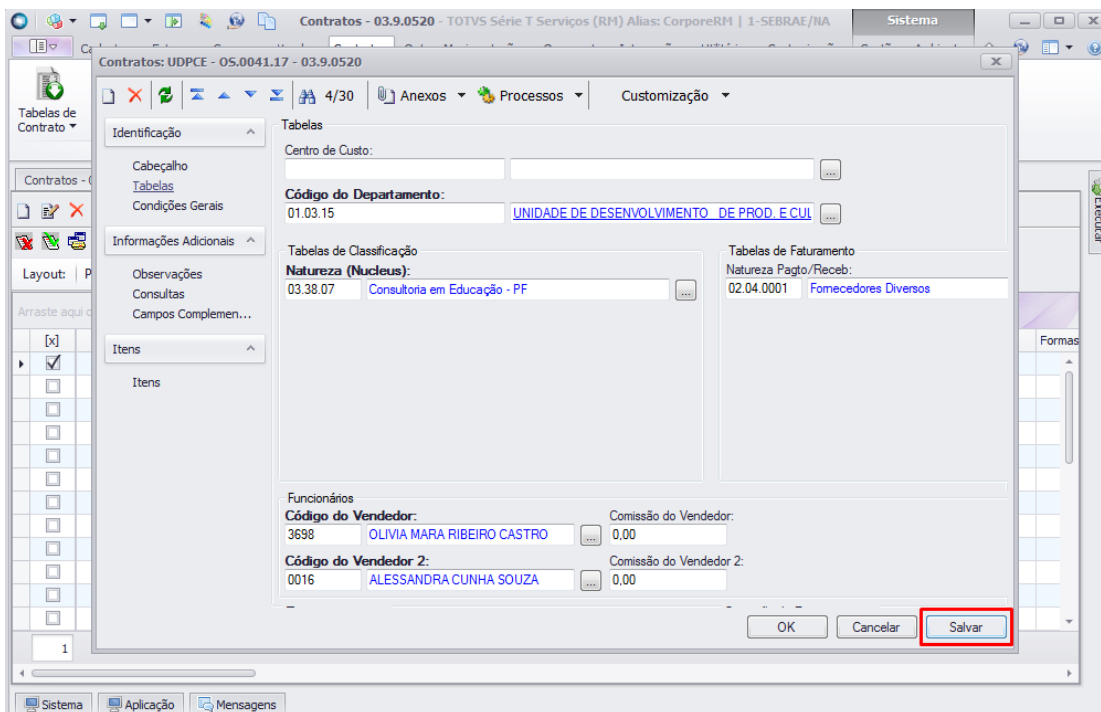 Contratos - 03.9.0520 - TOTVS Série T Serviços (RM) Alias: CorporeRM | 1-SEBRAE/NA
Sistema
Contratos: UDPCE - OS.0041.17 - 03.9.0520
4/30 Anexos Processos Customização
Tabelas de
Contrato
Identificação
Cabeçalho
Tabelas
Condições Gerais
Informações Adicionais
Observações
Consultas
Campos Complemen...
Itens
Itens
Tabelas
Centro de Custo:
...
Código do Departamento:
01.03.15 UNIDADE DE DESENVOLVIMENTO DE PROD. E CUL ...
Tabelas de Classificação
Natureza (Nucleus):
03.38.07 Consultoria em Educação - PF ...
Tabelas de Faturamento
Natureza Pagto/Receb:
02.04.0001 Fornecedores Diversos
Funcionários
Código do Vendedor: Comissão do Vendedor:
3698 OLIVIA MARA RIBEIRO CASTRO ... 0,00
Código do Vendedor 2: Comissão do Vendedor 2:
0016 ALESSANDRA CUNHA SOUZA ... 0,00
OK Cancelar Salvar
Contratos - 0
Layout: P
Arraste aqui
[x] Formas
1
Executar
Sistema Aplicação Mensagens